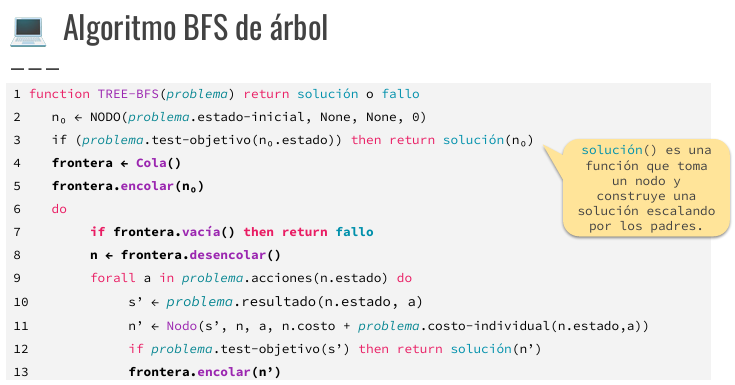 Algoritmo BFS de árbol
1 function TREE-BFS(problema) return solución o fallo
2 n₀ ← NODO(problema.estado-inicial, None, None, 0)
3 if (problema.test-objetivo(n₀.estado)) then return solución(n₀)
4 frontera ← Cola()
5 frontera.encolar(n₀)
6 do
7 if frontera.vacía() then return fallo
8 n ← frontera.desencolar()
9 forall a in problema.acciones(n.estado) do
10 s’ ← problema.resultado(n.estado, a)
11 n’ ← Nodo(s’, n, a, n.costo + problema.costo-individual(n.estado,a))
12 if problema.test-objetivo(s’) then return solución(n’)
13 frontera.encolar(n’)
solución() es una
función que toma
un nodo y
construye una
solución escalando
por los padres.